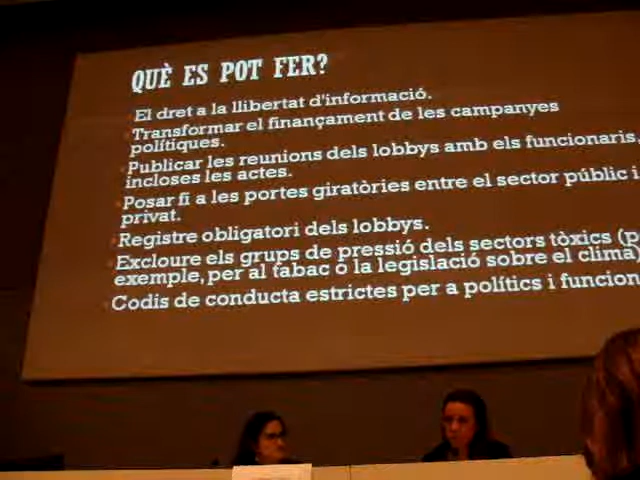 QUÈ ES POT FER?
El dret a la llibertat d'informació.
Transformar el finançament de les campanyes
polítiques.
Publicar les reunions dels lobbys amb els funcionaris,
incloses les actes.
Posar fi a les portes giratòries entre el sector públic i
privat.
Registre obligatori dels lobbys.
Excloure els grups de pressió dels sectors tòxics (p
exemple, per al tabac o la legislació sobre el clima)
Codis de conducta estrictes per a polítics i funcion